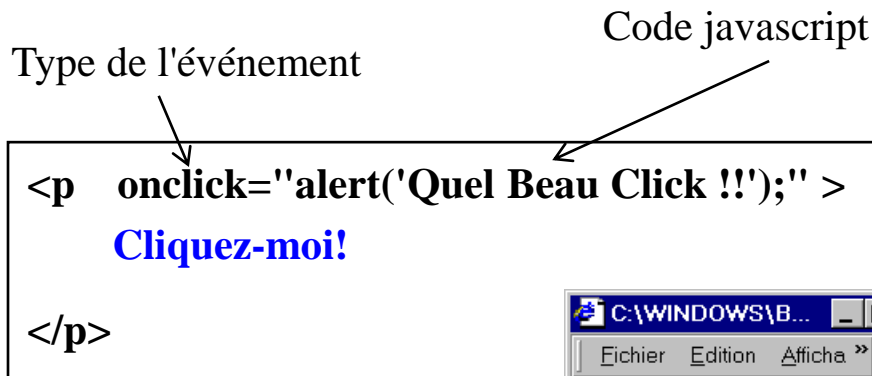 Code javascript
Type de l'événement
<p onclick="alert('Quel Beau Click !!');" >
Cliquez-moi!
</p>
C:\WINDOWS\B...
Fichier Edition Afficha »